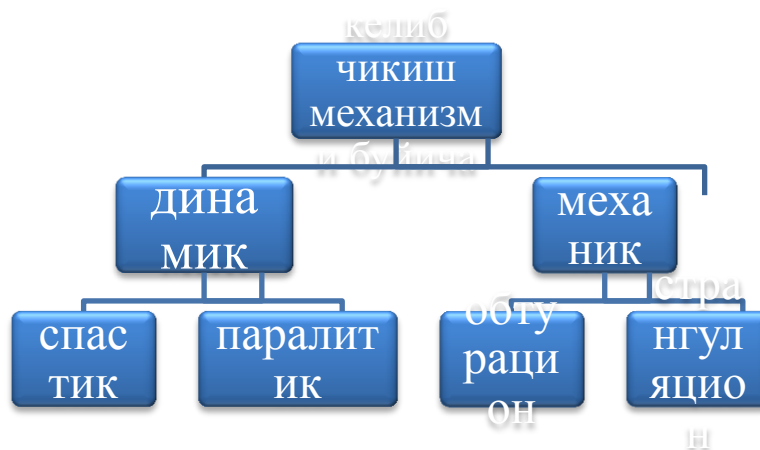 келиб
чикиш
механизм
и буйича
дина
мик
меха
ник
спас
тик
паралит
ик
обту
раци
он
стра
нгул
яцио
н